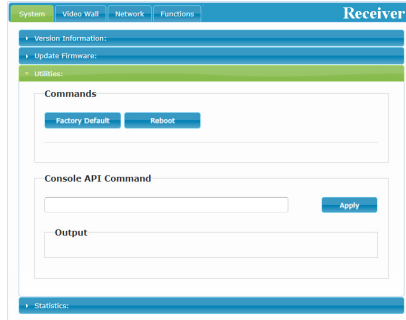 System Video Wall Network Functions Receiver
Version Information:
Update Firmware:
Utilities:
Commands
Factory Default Reboot
Console API Command
Apply
Output
Statistics: